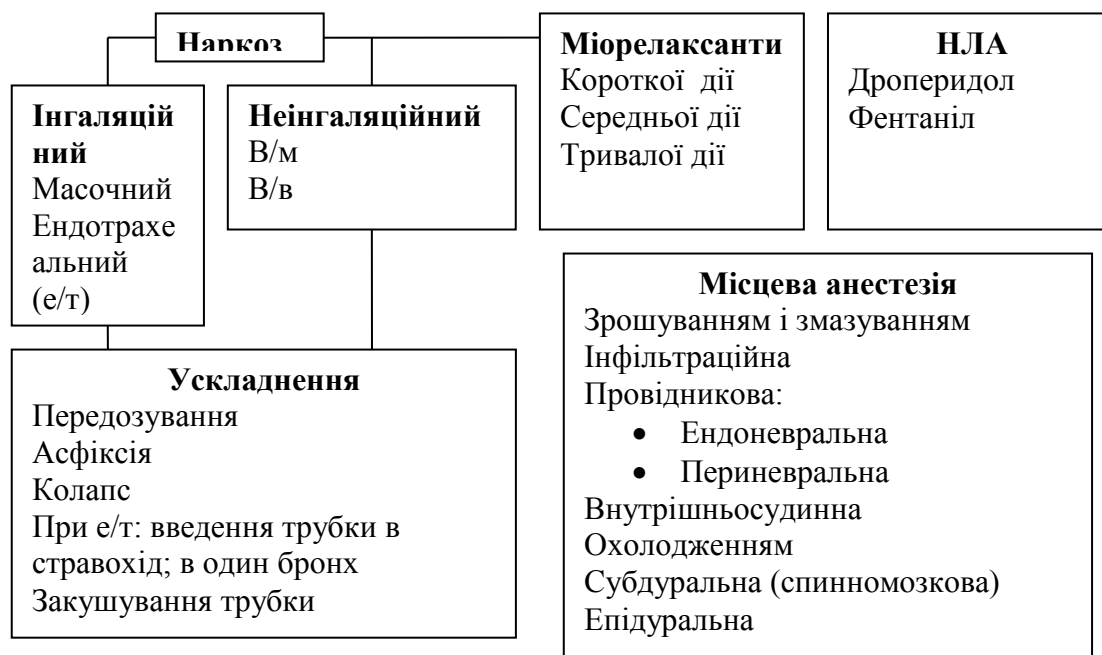 Наркоз
Міорелаксанти
Короткої дії
Середньої дії
Тривалої дії
НЛА
Дроперидол
Фентаніл
Інгаляцій
ний
Масочний
Ендотрахе
альний
(е/т)
Неінгаляційний
В/м
В/в
Ускладнення
Передозування
Асфіксія
Колапс
При е/т: введення трубки в
стравохід; в один бронх
Закушування трубки
Місцева анестезія
Зрошуванням і змазуванням
Інфільтраційна
Провідникова:
• Ендоневральна
• Периневральна
Внутрішньосудинна
Охолодженням
Субдуральна (спинномозкова)
Епідуральна